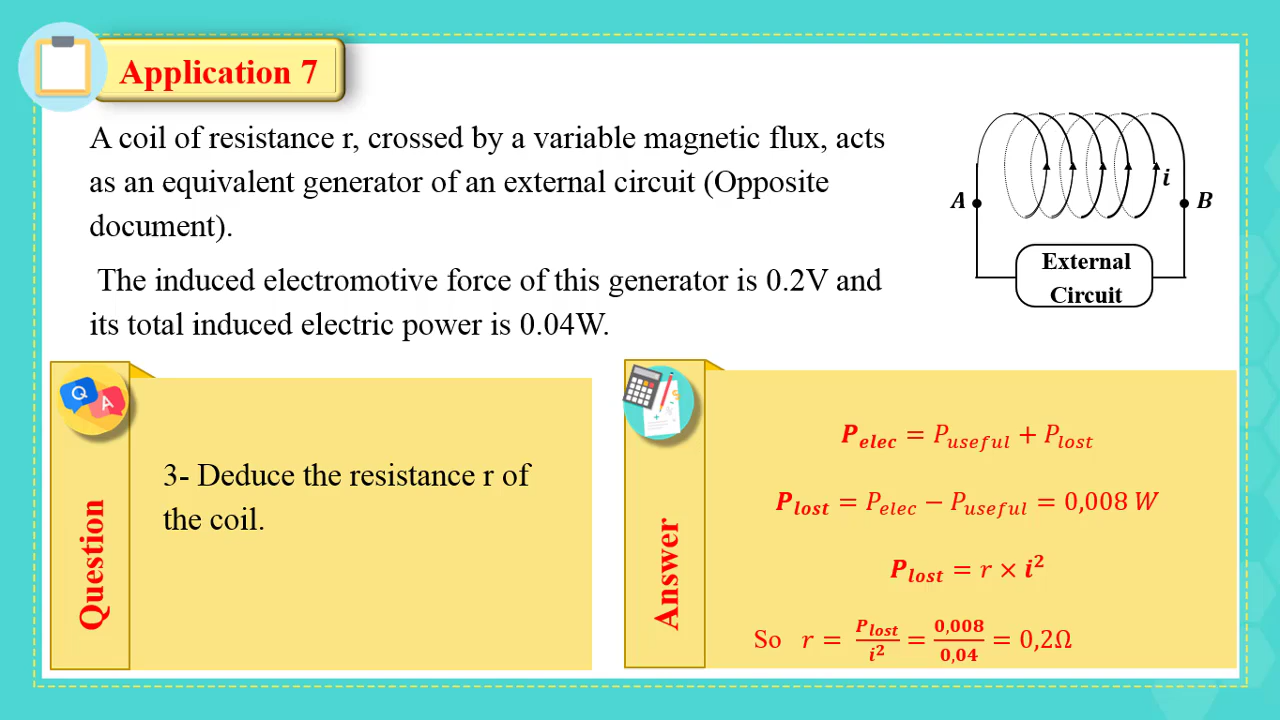 Application 7
A coil of resistance r, crossed by a variable magnetic flux, acts
as an equivalent generator of an external circuit (Opposite
document).
The induced electromotive force of this generator is 0.2V and
its total induced electric power is 0.04W.
A
i
B
External
Circuit
Q
A
Question
3- Deduce the resistance r of
the coil.
Answer
P_elec = P_useful + P_lost
P_lost = P_elec − P_useful = 0,008 W
P_lost = r × i²
So r = P_lost/i² = 0,008/0,04 = 0,2Ω